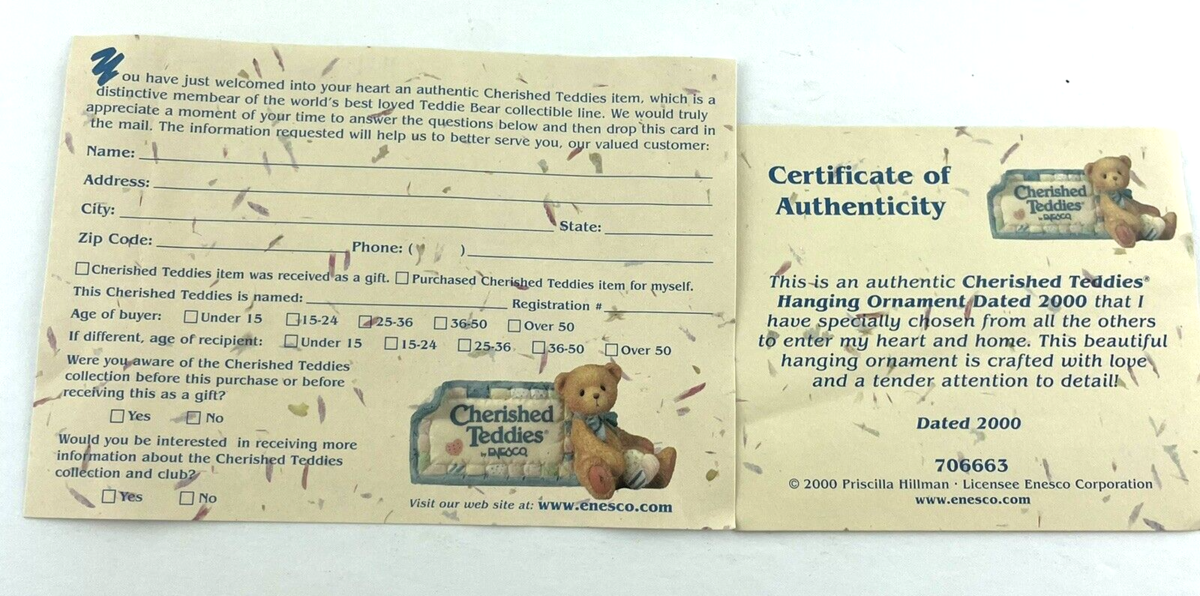 You have just welcomed into your heart an authentic Cherished Teddies item, which is a
distinctive membear of the world's best loved Teddie Bear collectible line. We would truly
appreciate a moment of your time to answer the questions below and then drop this card in
the mail. The information requested will help us to better serve you, our valued customer:
Name:
Address:
City: State:
Zip Code: Phone: ( )
Cherished Teddies item was received as a gift. Purchased Cherished Teddies item for myself.
This Cherished Teddies is named: Registration #
Age of buyer: Under 15 15-24 25-36 36-50 Over 50
If different, age of recipient: Under 15 15-24 25-36 36-50 Over 50
Were you aware of the Cherished Teddies
collection before this purchase or before
receiving this as a gift?
Yes No
Would you be interested in receiving more
information about the Cherished Teddies
collection and club?
Yes No
Cherished
Teddies®
by ENESCO
Visit our web site at: www.enesco.com
Certificate of
Authenticity
Cherished
Teddies®
by ENESCO
This is an authentic Cherished Teddies®
Hanging Ornament Dated 2000 that I
have specially chosen from all the others
to enter my heart and home. This beautiful
hanging ornament is crafted with love
and a tender attention to detail!
Dated 2000
706663
© 2000 Priscilla Hillman · Licensee Enesco Corporation
www.enesco.com